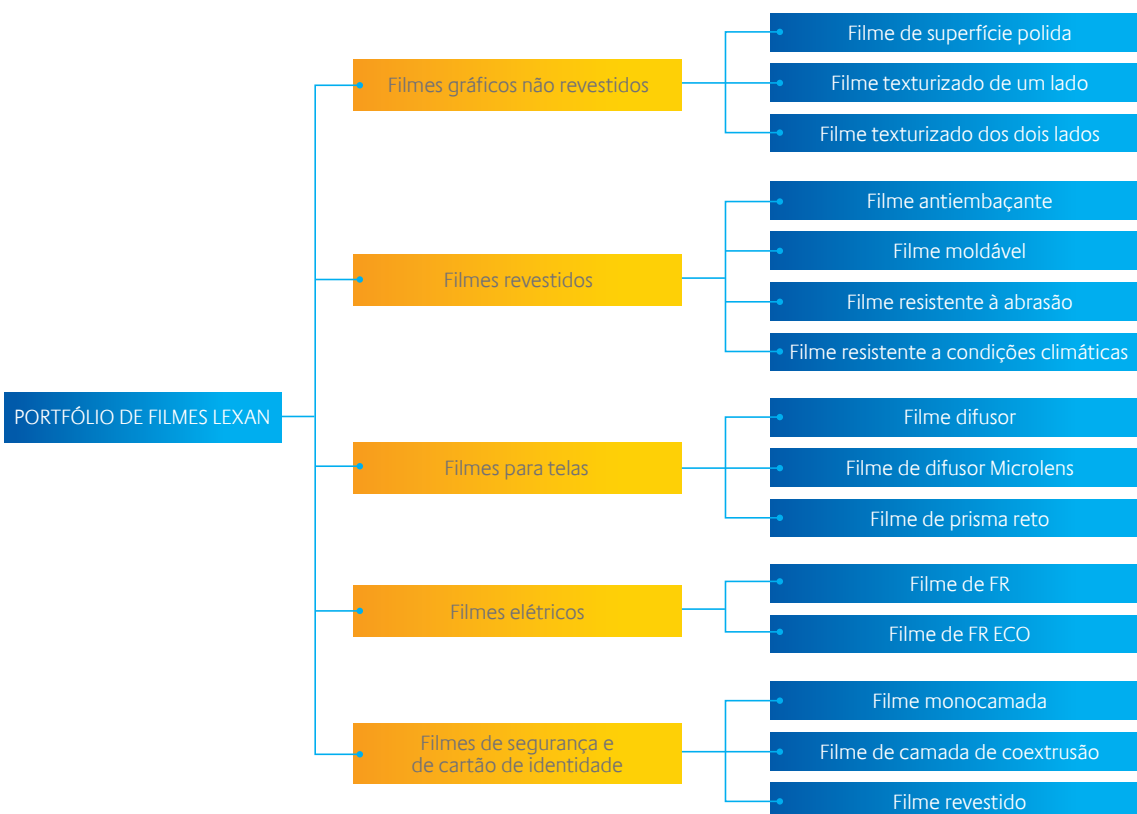 PORTFÓLIO DE FILMES LEXAN
Filmes gráficos não revestidos
Filme de superfície polida
Filme texturizado de um lado
Filme texturizado dos dois lados
Filmes revestidos
Filme antiembaçante
Filme moldável
Filme resistente à abrasão
Filme resistente a condições climáticas
Filmes para telas
Filme difusor
Filme de difusor Microlens
Filme de prisma reto
Filmes elétricos
Filme de FR
Filme de FR ECO
Filmes de segurança e
de cartão de identidade
Filme monocamada
Filme de camada de coextrusão
Filme revestido